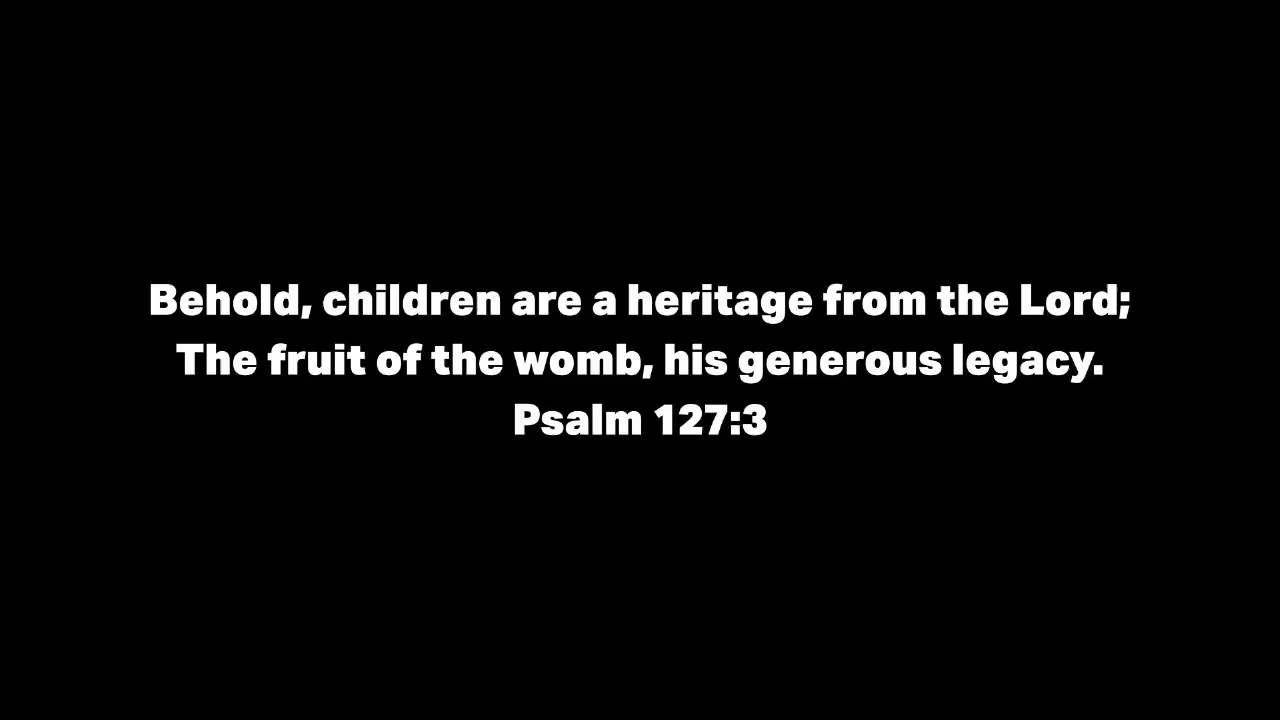 Behold, children are a heritage from the Lord;
The fruit of the womb, his generous legacy.
Psalm 127:3